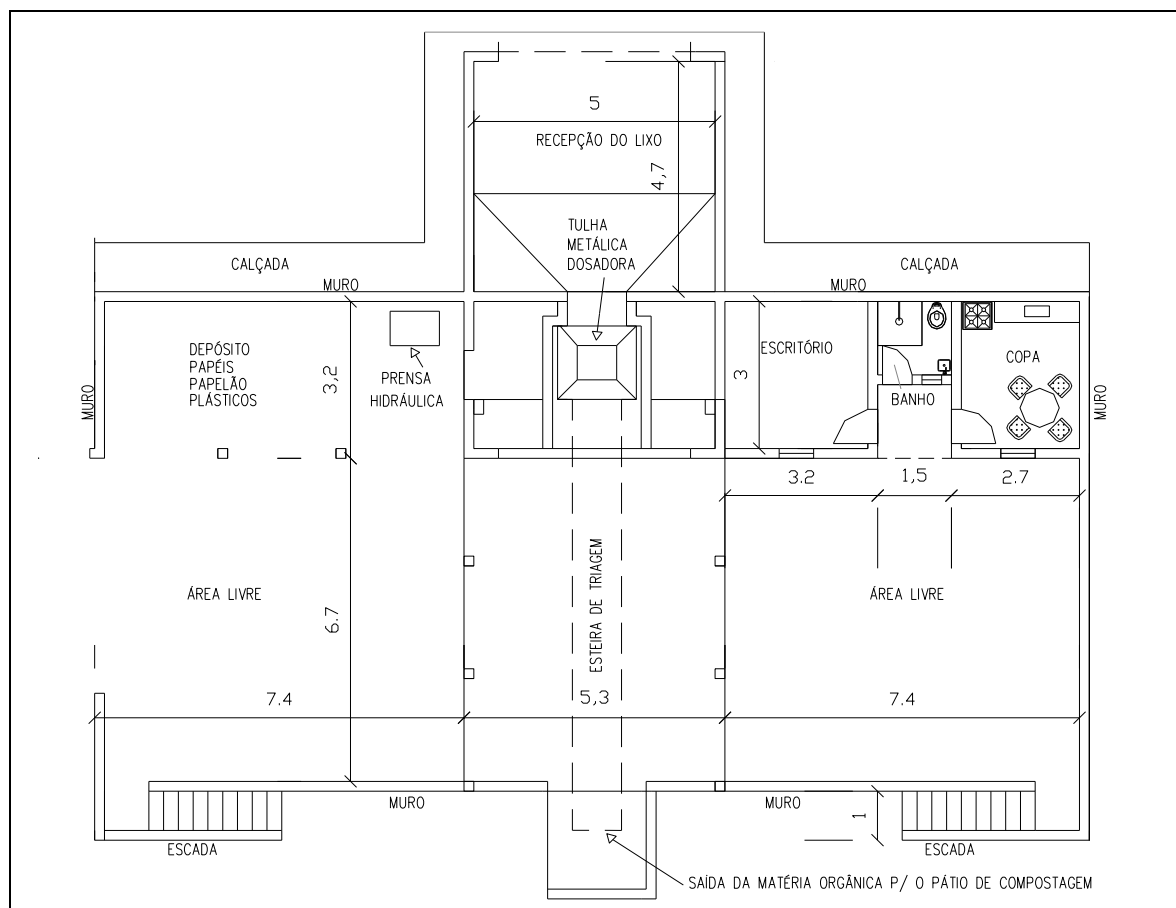 5
RECEPÇÃO DO LIXO
4,7
TULHA
METÁLICA
DOSADORA
CALÇADA
MURO
CALÇADA
MURO
DEPÓSITO
PAPÉIS
PAPELÃO
PLÁSTICOS
MURO
3,2
PRENSA
HIDRÁULICA
ESCRITÓRIO
3
BANHO
COPA
MURO
3.2
1,5
2.7
ÁREA LIVRE
6.7
ESTEIRA DE TRIAGEM
ÁREA LIVRE
7.4
5,3
7.4
MURO
MURO
1
ESCADA
ESCADA
SAÍDA DA MATÉRIA ORGÂNICA P/ O PÁTIO DE COMPOSTAGEM